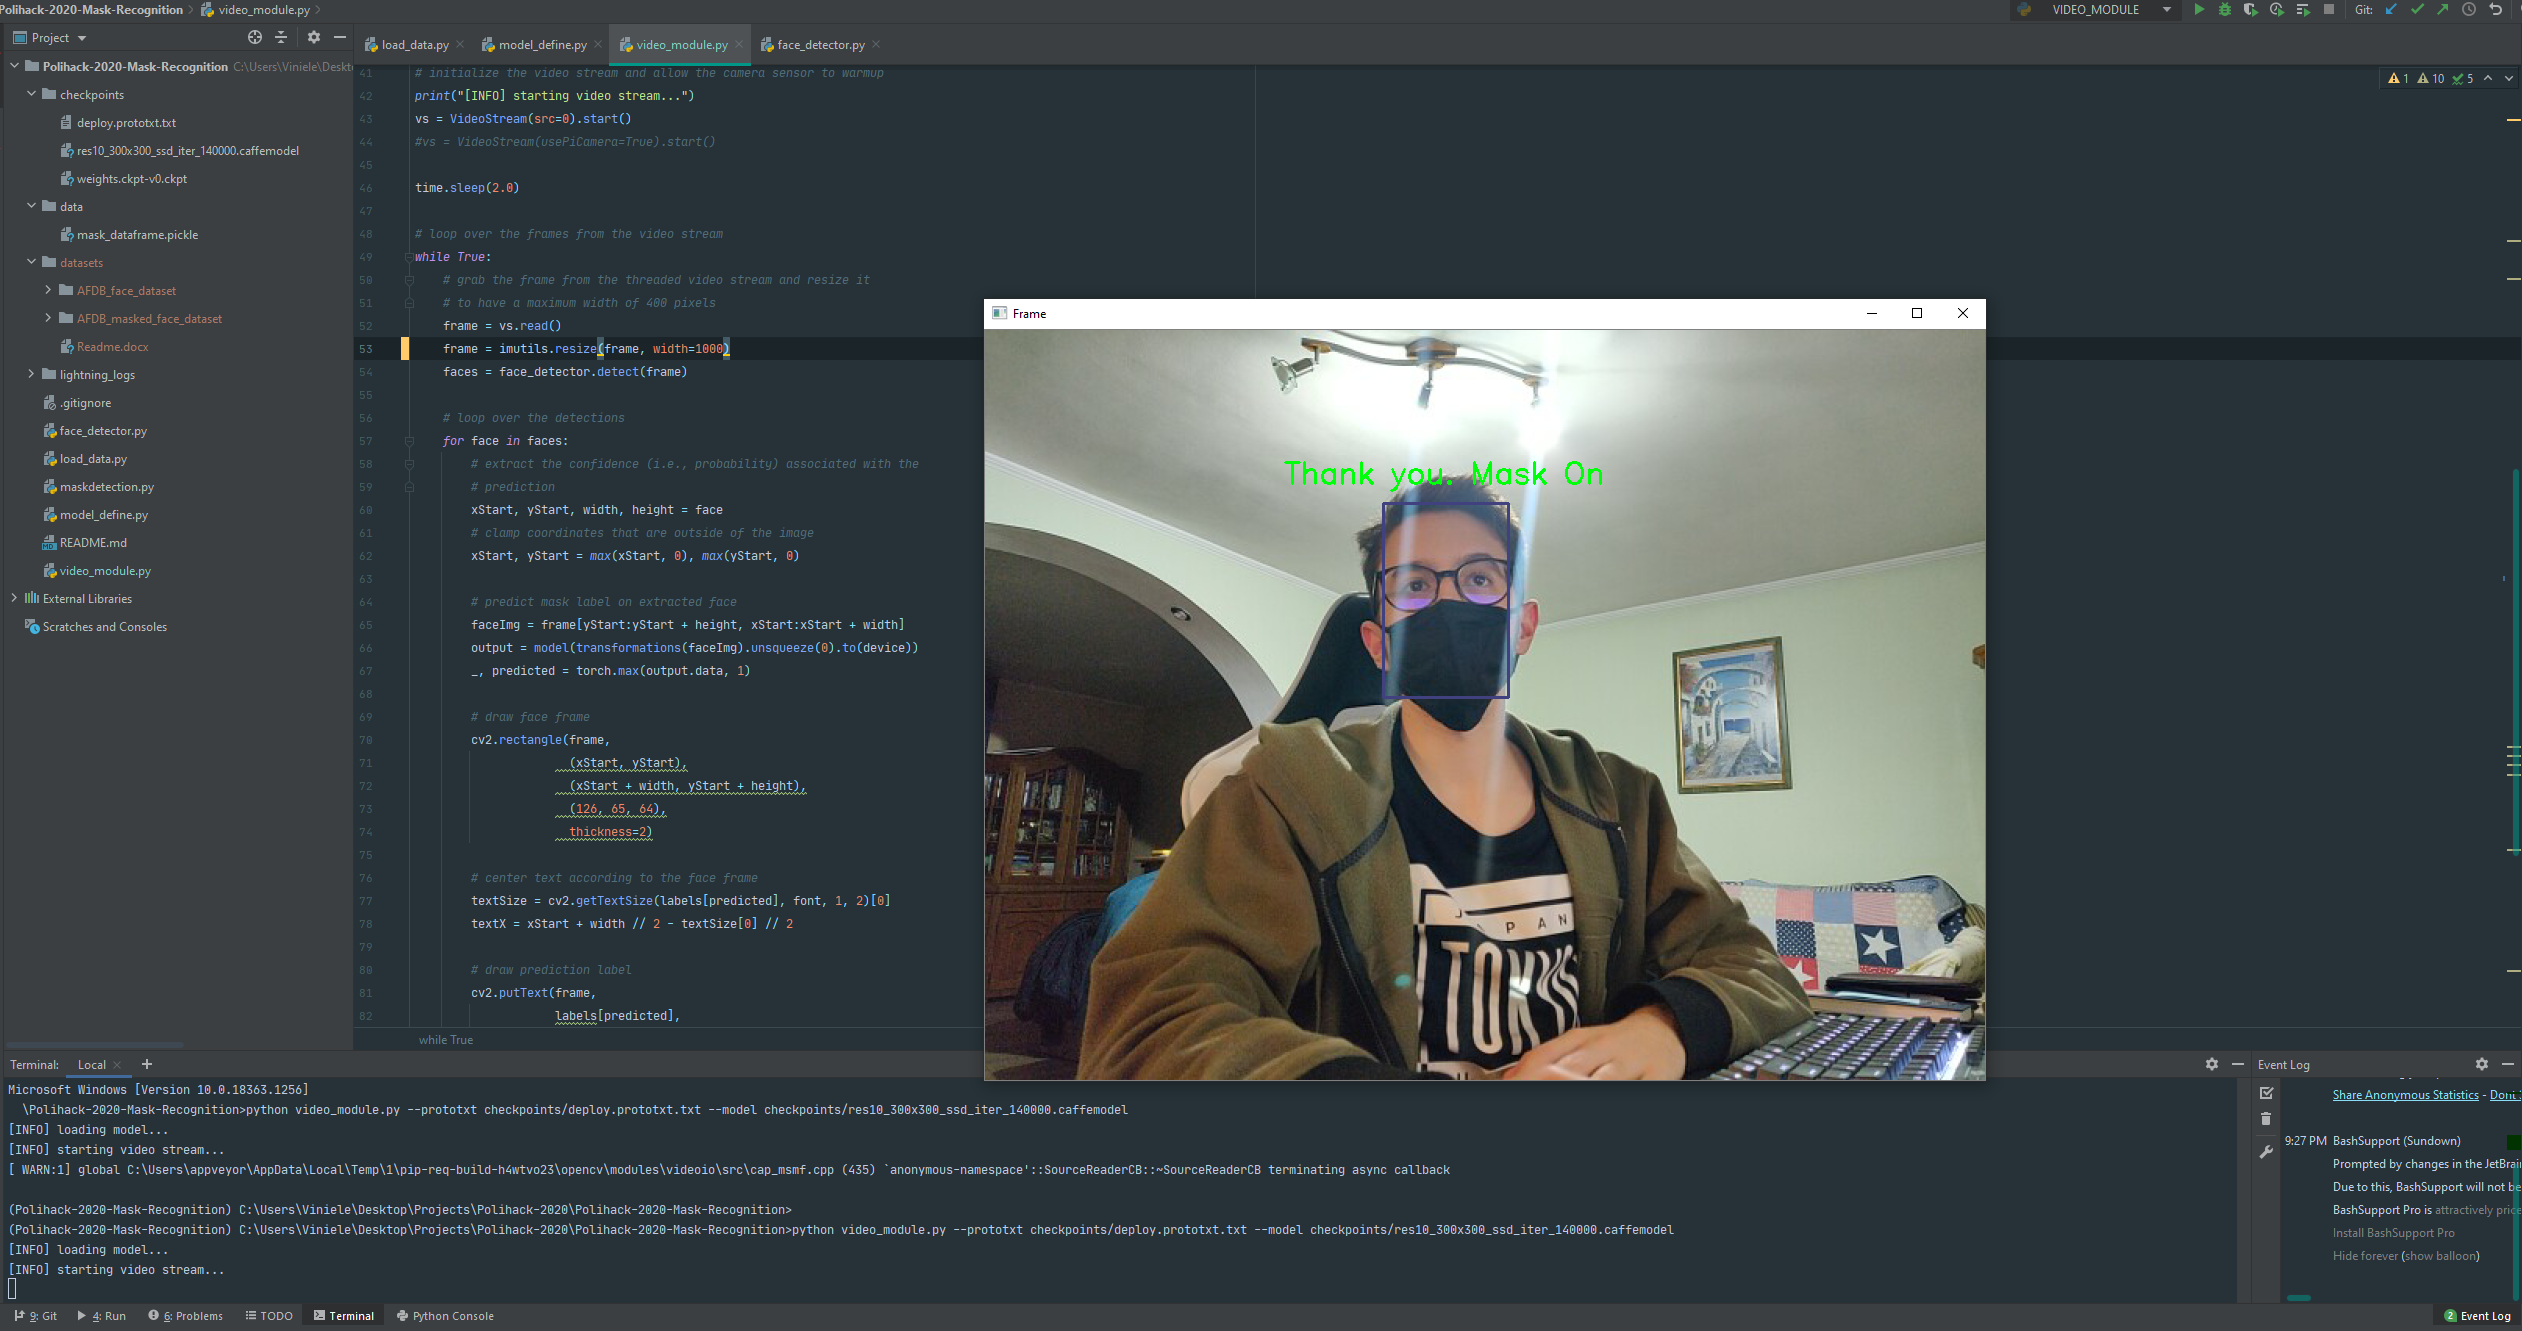 Polihack-2020-Mask-Recognition
video_module.py
VIDEO_MODULE
Git:
Project
load_data.py
model_define.py
video_module.py
face_detector.py
Polihack-2020-Mask-Recognition C:\Users\Viniele\Deskt
checkpoints
deploy.prototxt.txt
res10_300x300_ssd_iter_140000.caffemodel
weights.ckpt-v0.ckpt
data
mask_dataframe.pickle
datasets
AFDB_face_dataset
AFDB_masked_face_dataset
Readme.docx
lightning_logs
.gitignore
face_detector.py
load_data.py
maskdetection.py
model_define.py
README.md
video_module.py
External Libraries
Scratches and Consoles
1 10 5
41 # initialize the video stream and allow the camera sensor to warmup
42 print("[INFO] starting video stream...")
43 vs = VideoStream(src=0).start()
44 #vs = VideoStream(usePiCamera=True).start()
45
46 time.sleep(2.0)
47
48 # loop over the frames from the video stream
49 while True:
50 # grab the frame from the threaded video stream and resize it
51 # to have a maximum width of 400 pixels
52 frame = vs.read()
53 frame = imutils.resize(frame, width=1000)
54 faces = face_detector.detect(frame)
55
56 # loop over the detections
57 for face in faces:
58 # extract the confidence (i.e., probability) associated with the
59 # prediction
60 xStart, yStart, width, height = face
61 # clamp coordinates that are outside of the image
62 xStart, yStart = max(xStart, 0), max(yStart, 0)
63
64 # predict mask label on extracted face
65 faceImg = frame[yStart:yStart + height, xStart:xStart + width]
66 output = model(transformations(faceImg).unsqueeze(0).to(device))
67 _, predicted = torch.max(output.data, 1)
68
69 # draw face frame
70 cv2.rectangle(frame,
71 (xStart, yStart),
72 (xStart + width, yStart + height),
73 (126, 65, 64),
74 thickness=2)
75
76 # center text according to the face frame
77 textSize = cv2.getTextSize(labels[predicted], font, 1, 2)[0]
78 textX = xStart + width // 2 - textSize[0] // 2
79
80 # draw prediction label
81 cv2.putText(frame,
82 labels[predicted],
while True
Frame
Thank you. Mask On
J PAN
TOKYO
Terminal: Local
Microsoft Windows [Version 10.0.18363.1256]
\Polihack-2020-Mask-Recognition>python video_module.py --prototxt checkpoints/deploy.prototxt.txt --model checkpoints/res10_300x300_ssd_iter_140000.caffemodel
[INFO] loading model...
[INFO] starting video stream...
[ WARN:1] global C:\Users\appveyor\AppData\Local\Temp\1\pip-req-build-h4wtvo23\opencv\modules\videoio\src\cap_msmf.cpp (435) `anonymous-namespace'::SourceReaderCB::~SourceReaderCB terminating async callback
(Polihack-2020-Mask-Recognition) C:\Users\Viniele\Desktop\Projects\Polihack-2020\Polihack-2020-Mask-Recognition>
(Polihack-2020-Mask-Recognition) C:\Users\Viniele\Desktop\Projects\Polihack-2020\Polihack-2020-Mask-Recognition>python video_module.py --prototxt checkpoints/deploy.prototxt.txt --model checkpoints/res10_300x300_ssd_iter_140000.caffemodel
[INFO] loading model...
[INFO] starting video stream...
Event Log
Share Anonymous Statistics - Dont
9:27 PM BashSupport (Sundown)
Prompted by changes in the JetBrai
Due to this, BashSupport will not be
BashSupport Pro is attractively price
Install BashSupport Pro
Hide forever (show balloon)
9: Git
4: Run
6: Problems
TODO
Terminal
Python Console
2 Event Log